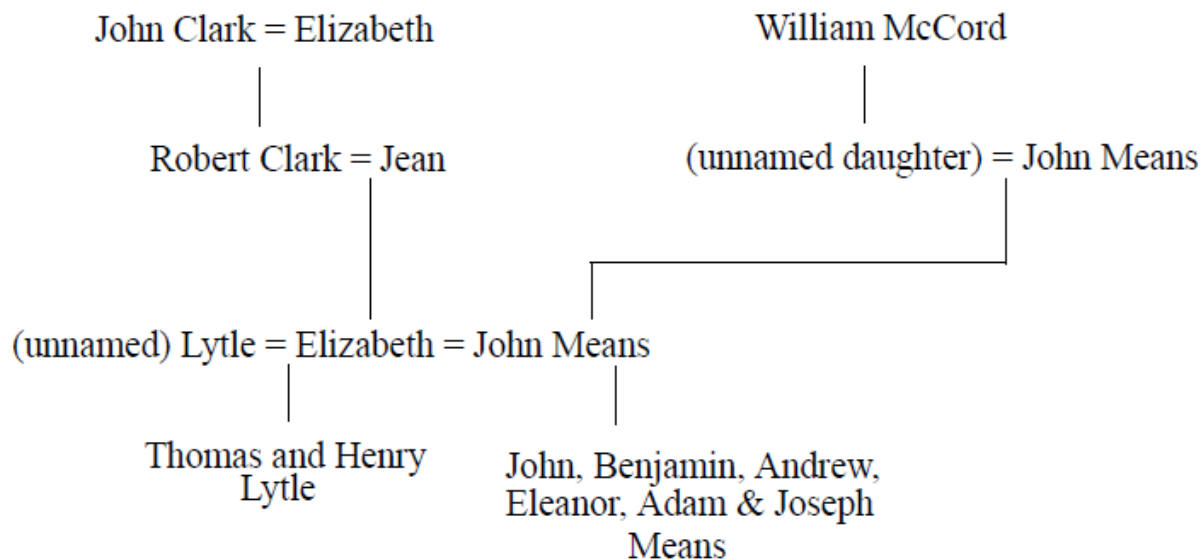 John Clark = Elizabeth
William McCord
Robert Clark = Jean
(unnamed daughter) = John Means
(unnamed) Lytle = Elizabeth = John Means
Thomas and Henry
Lytle
John, Benjamin, Andrew,
Eleanor, Adam & Joseph
Means